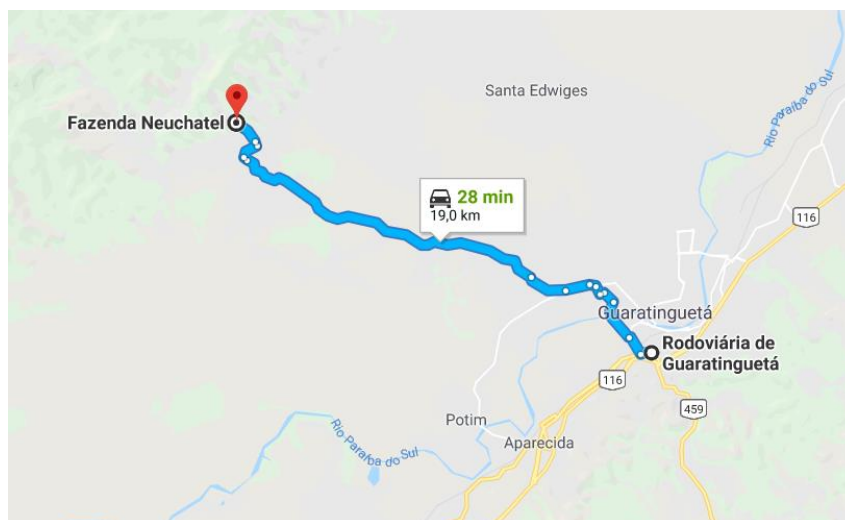 Santa Edwiges
Rio Paraíba do Sul
Fazenda Neuchatel
28 min
19,0 km
116
Guaratinguetá
Rodoviária de
Guaratinguetá
116
459
Potim
Aparecida
Rio Paraíba do Sul